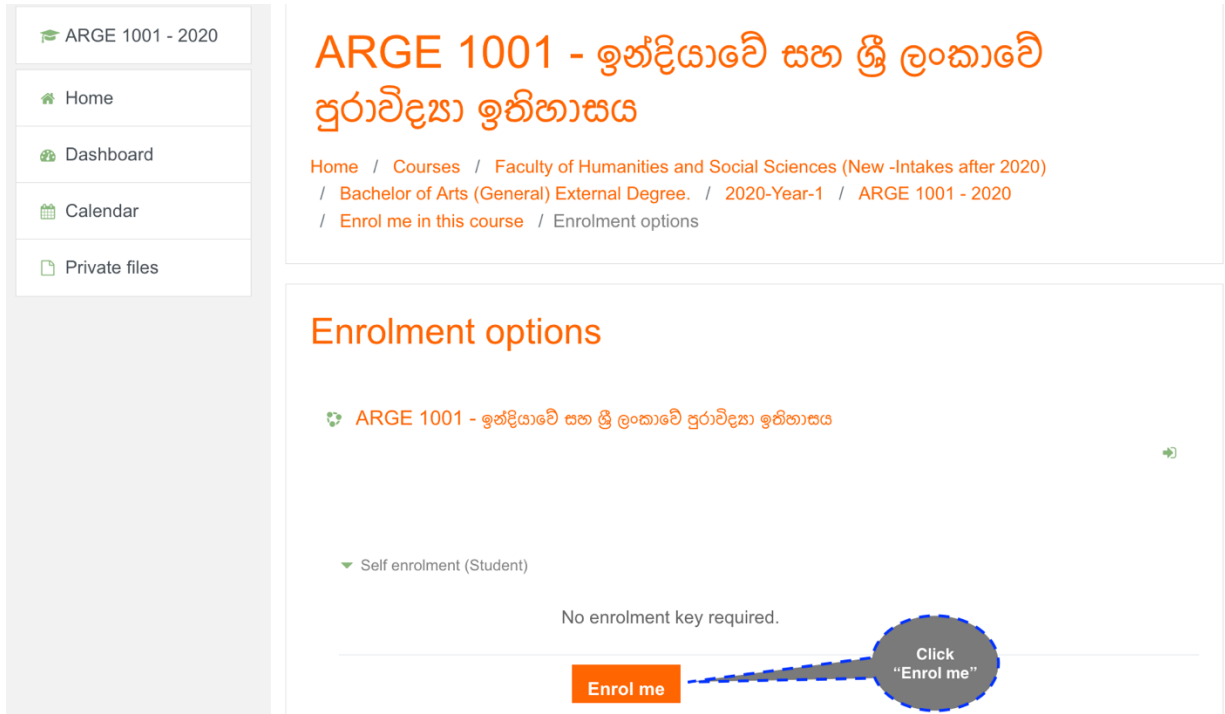 ARGE 1001 - 2020
Home
Dashboard
Calendar
Private files
ARGE 1001 - ඉන්දියාවේ සහ ශ්‍රී ලංකාවේ
පුරාවිද්‍යා ඉතිහාසය
Home / Courses / Faculty of Humanities and Social Sciences (New -Intakes after 2020)
/ Bachelor of Arts (General) External Degree. / 2020-Year-1 / ARGE 1001 - 2020
/ Enrol me in this course / Enrolment options
Enrolment options
ARGE 1001 - ඉන්දියාවේ සහ ශ්‍රී ලංකාවේ පුරාවිද්‍යා ඉතිහාසය
Self enrolment (Student)
No enrolment key required.
Enrol me
Click
“Enrol me”